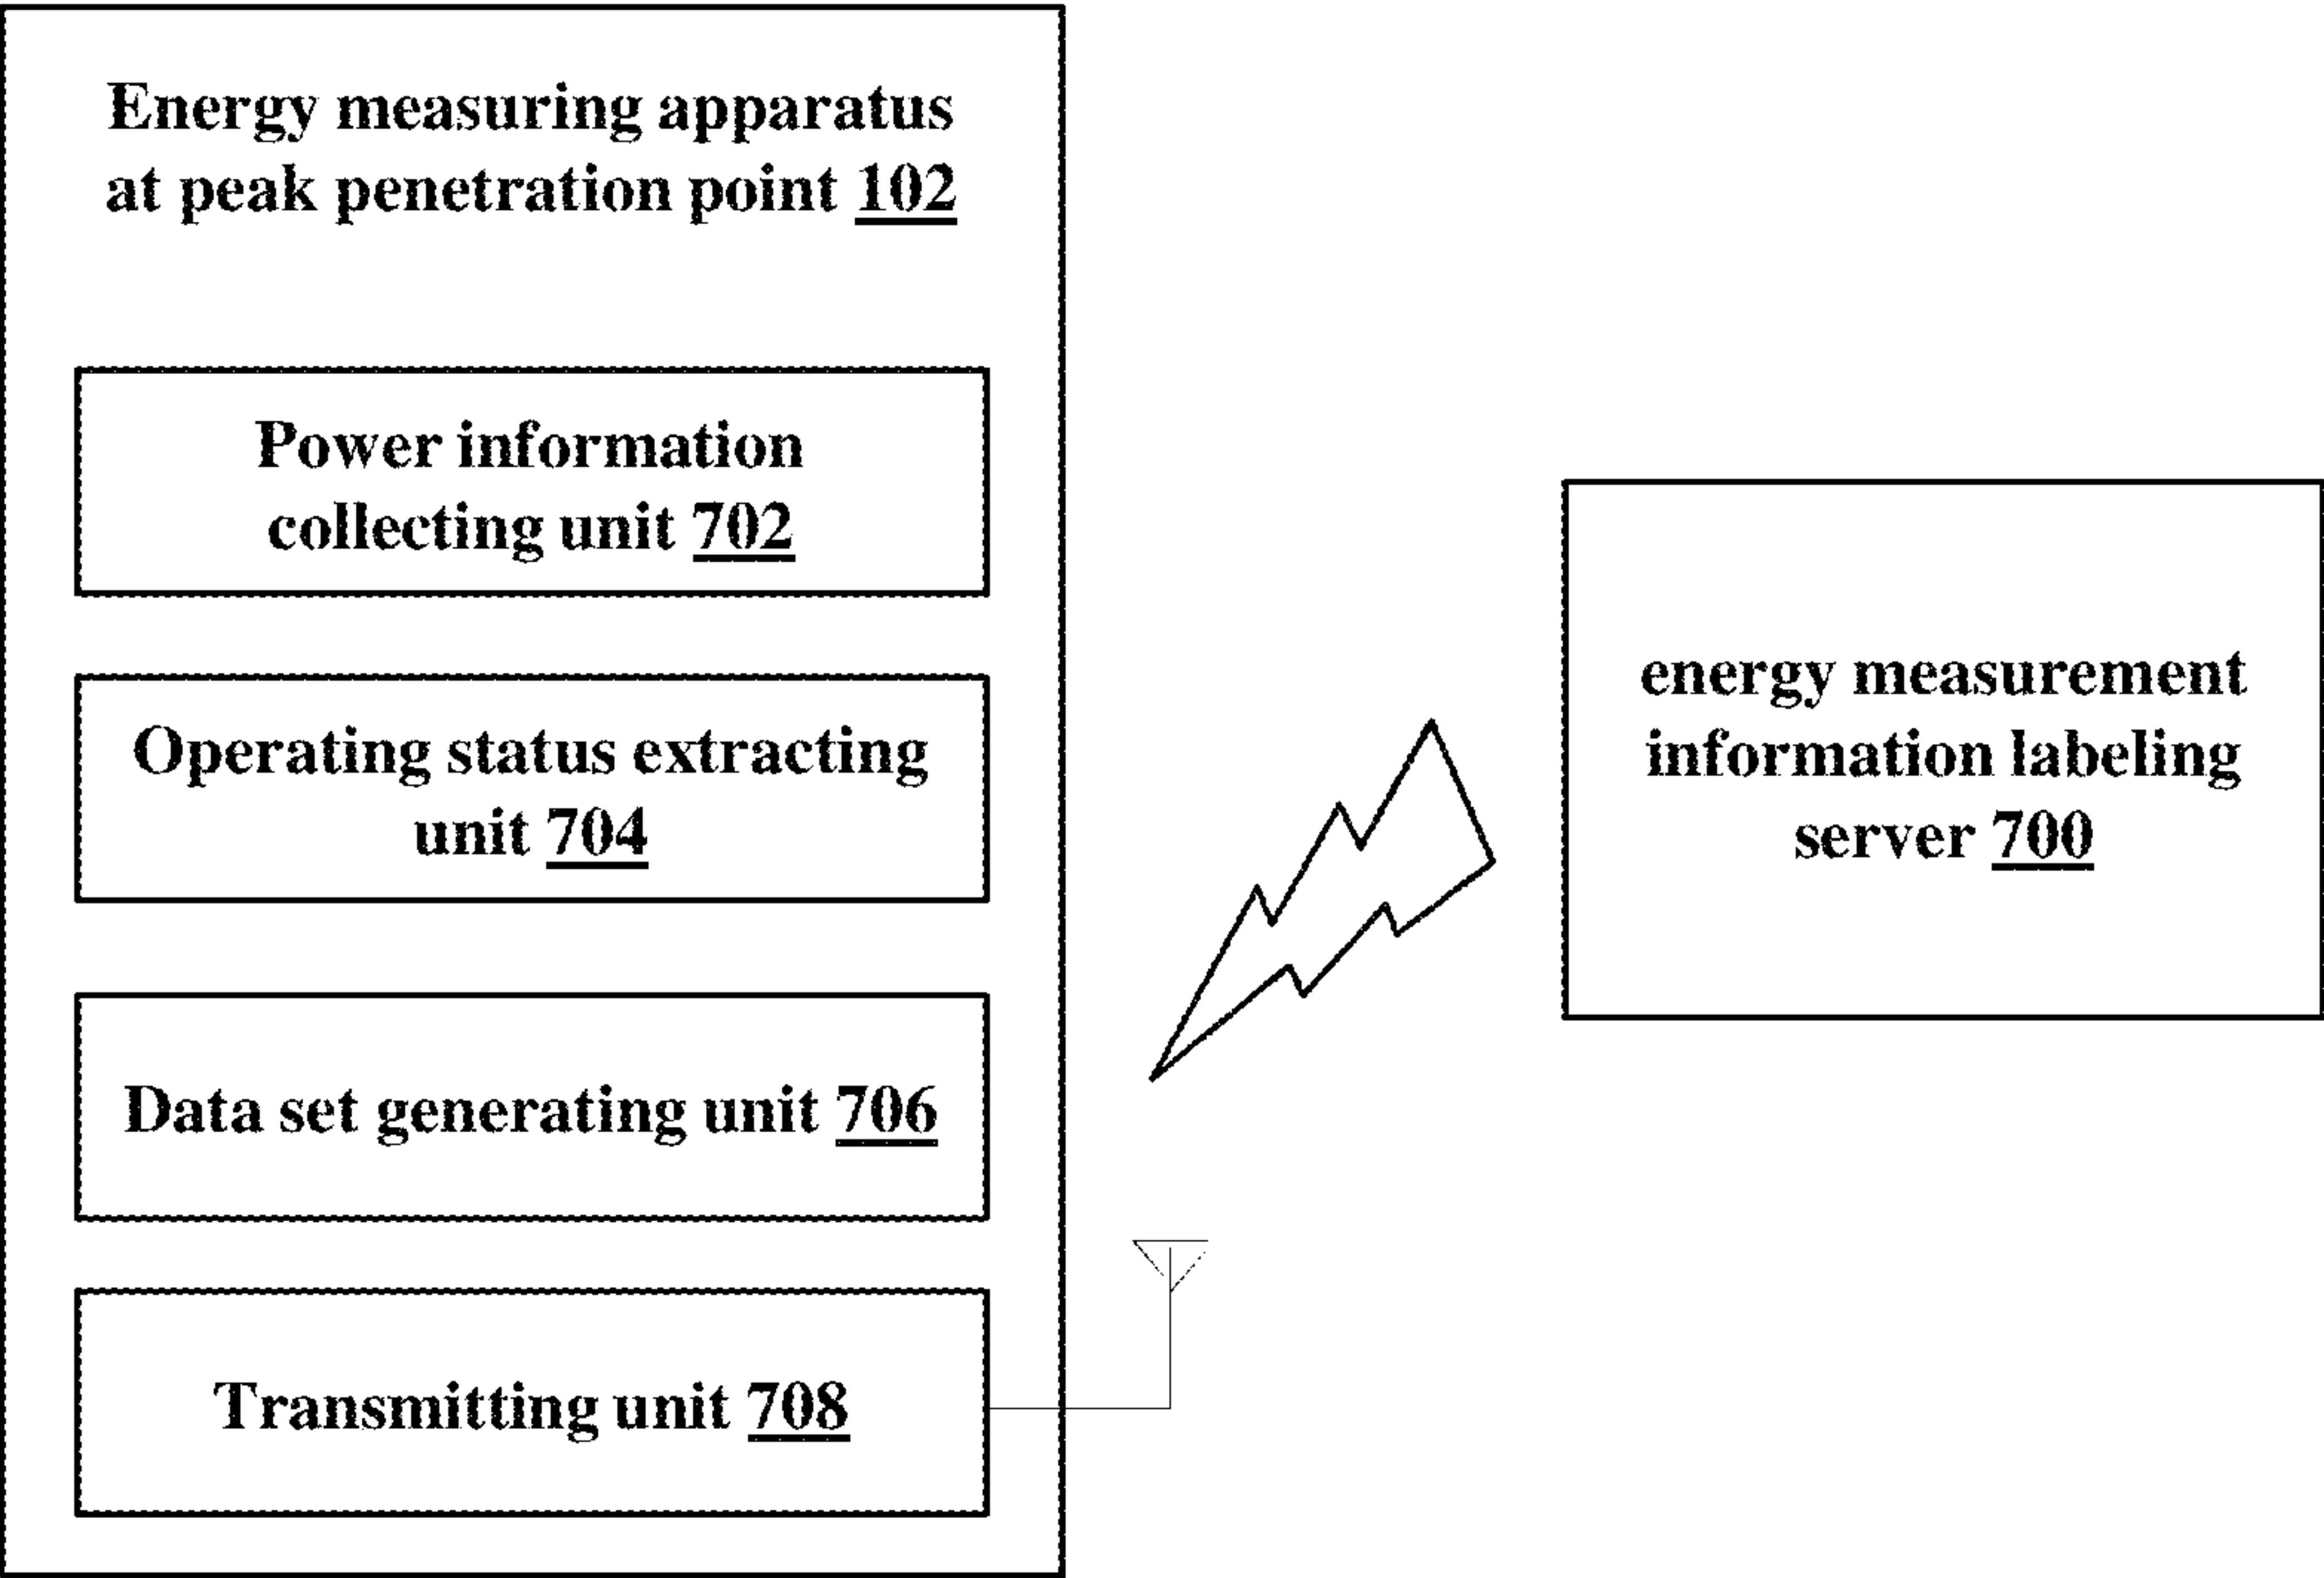 Energy measuring apparatus
at peak penetration point 102
Power information
collecting unit 702
Operating status extracting
unit 704
Data set generating unit 706
Transmitting unit 708
energy measurement
information labeling
server 700